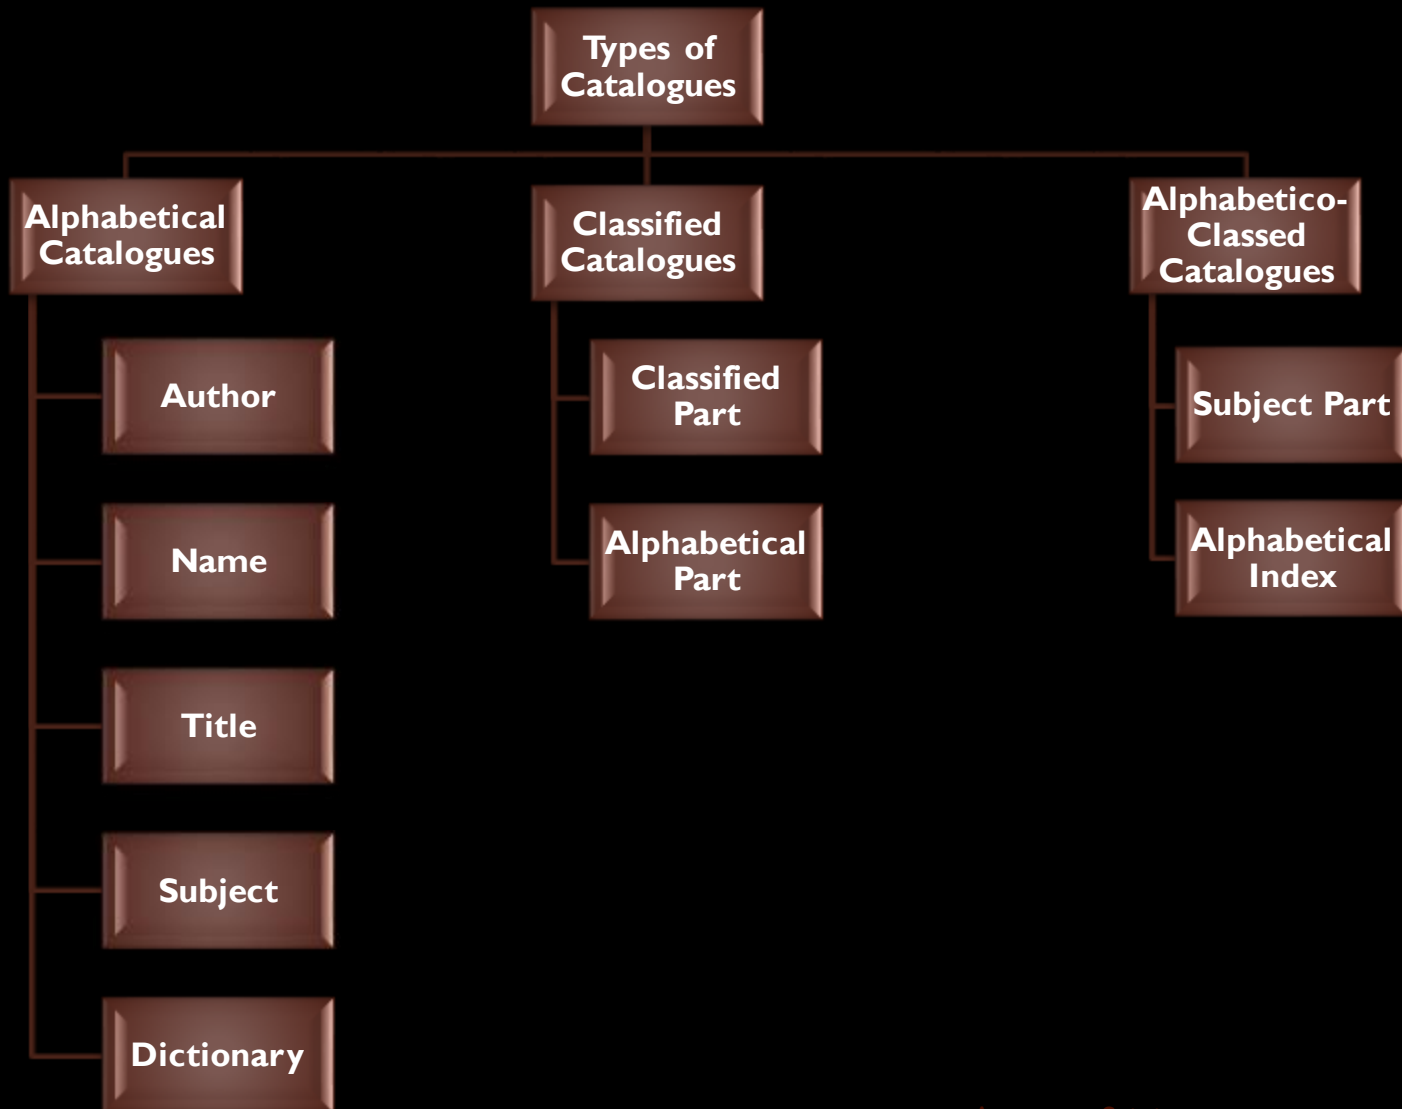 Types of
Catalogues
Alphabetical
Catalogues
Author
Name
Title
Subject
Dictionary
Classified
Catalogues
Classified
Part
Alphabetical
Part
Alphabetico-
Classed
Catalogues
Subject Part
Alphabetical
Index